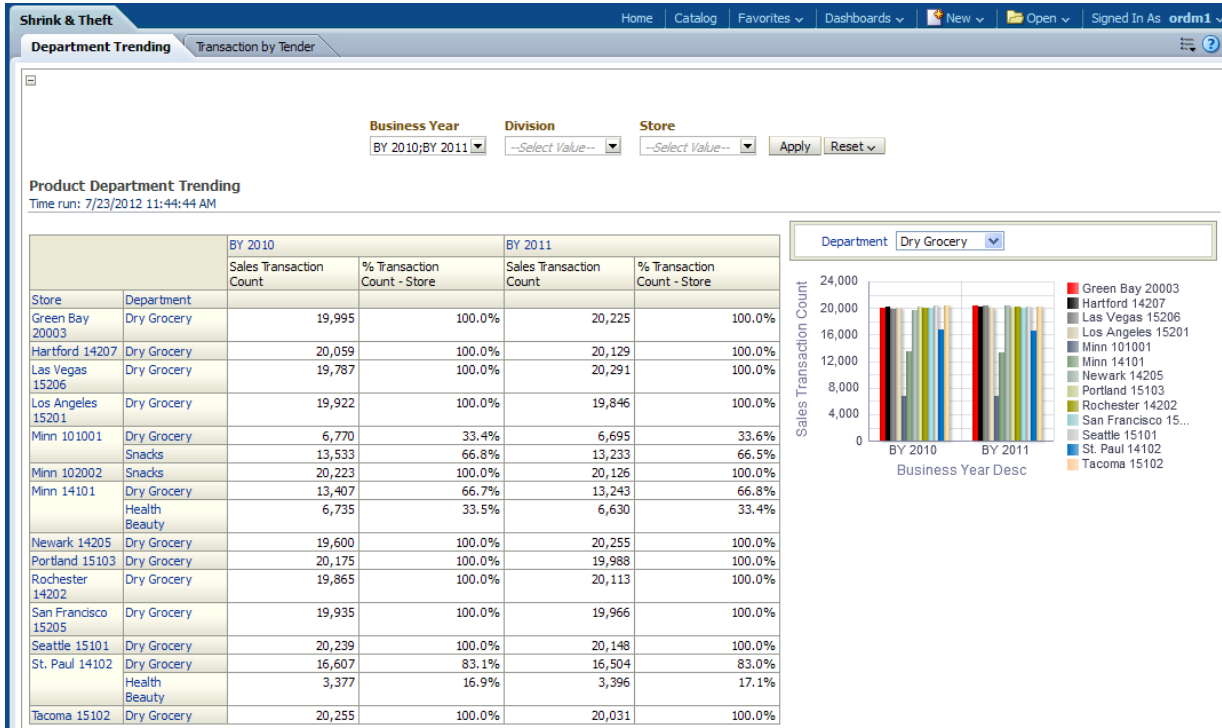 Shrink & Theft
Home Catalog Favorites Dashboards New Open Signed In As ordm1
Department Trending Transaction by Tender
Business Year Division Store
BY 2010;BY 2011 --Select Value-- --Select Value-- Apply Reset
Product Department Trending
Time run: 7/23/2012 11:44:44 AM
BY 2010 BY 2011
Sales Transaction Count % Transaction Count - Store Sales Transaction Count % Transaction Count - Store
Store Department
Green Bay 20003 Dry Grocery 19,995 100.0% 20,225 100.0%
Hartford 14207 Dry Grocery 20,059 100.0% 20,129 100.0%
Las Vegas 15206 Dry Grocery 19,787 100.0% 20,291 100.0%
Los Angeles 15201 Dry Grocery 19,922 100.0% 19,846 100.0%
Minn 101001 Dry Grocery 6,770 33.4% 6,695 33.6%
Snacks 13,533 66.8% 13,233 66.5%
Minn 102002 Snacks 20,223 100.0% 20,126 100.0%
Minn 14101 Dry Grocery 13,407 66.7% 13,243 66.8%
Health Beauty 6,735 33.5% 6,630 33.4%
Newark 14205 Dry Grocery 19,600 100.0% 20,255 100.0%
Portland 15103 Dry Grocery 20,175 100.0% 19,988 100.0%
Rochester 14202 Dry Grocery 19,865 100.0% 20,113 100.0%
San Francisco 15205 Dry Grocery 19,935 100.0% 19,966 100.0%
Seattle 15101 Dry Grocery 20,239 100.0% 20,148 100.0%
St. Paul 14102 Dry Grocery 16,607 83.1% 16,504 83.0%
Health Beauty 3,377 16.9% 3,396 17.1%
Tacoma 15102 Dry Grocery 20,255 100.0% 20,031 100.0%
Department Dry Grocery
Sales Transaction Count
24,000
20,000
16,000
12,000
8,000
4,000
0
BY 2010 BY 2011
Business Year Desc
Green Bay 20003
Hartford 14207
Las Vegas 15206
Los Angeles 15201
Minn 101001
Minn 14101
Newark 14205
Portland 15103
Rochester 14202
San Francisco 15...
Seattle 15101
St. Paul 14102
Tacoma 15102